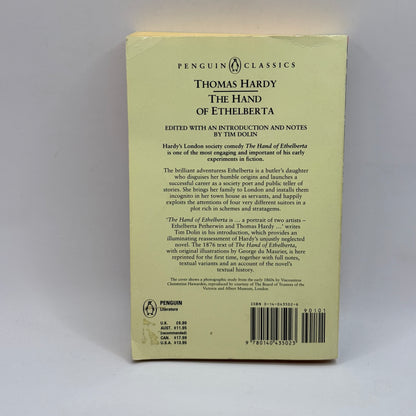 PENGUIN CLASSICS
THOMAS HARDY
THE HAND
OF ETHELBERTA
EDITED WITH AN INTRODUCTION AND NOTES
BY TIM DOLIN
Hardy's London society comedy The Hand of Ethelberta
is one of the most engaging and important of his early
experiments in fiction.
The brilliant adventuress Ethelberta is a butler's daughter
who disguises her humble origins and launches a
successful career as a society poet and public teller of
stories. She brings her family to London and installs them
incognito in her town house as servants, and happily
exploits the attentions of four very different suitors in a
plot rich in schemes and stratagems.
'The Hand of Ethelberta is ... a portrait of two artists –
Ethelberta Petherwin and Thomas Hardy ...' writes
Tim Dolin in his introduction, which provides an
illuminating reassessment of Hardy's unjustly neglected
novel. The 1876 text of The Hand of Ethelberta,
with original illustrations by George du Maurier, is here
reprinted for the first time, together with full notes,
textual variants and an account of the novel's
textual history.
The cover shows a photographic study from the early 1860s by Viscountess
Clementina Hawarden, reproduced by courtesy of The Board of Trustees of the
Victoria and Albert Museum, London.
PENGUIN
Literature
U.K. £6.99
AUST. $11.95
(recommended)
CAN. $17.99
U.S.A. $13.95
ISBN 0-14-043502-6
90101
9 780140 435023